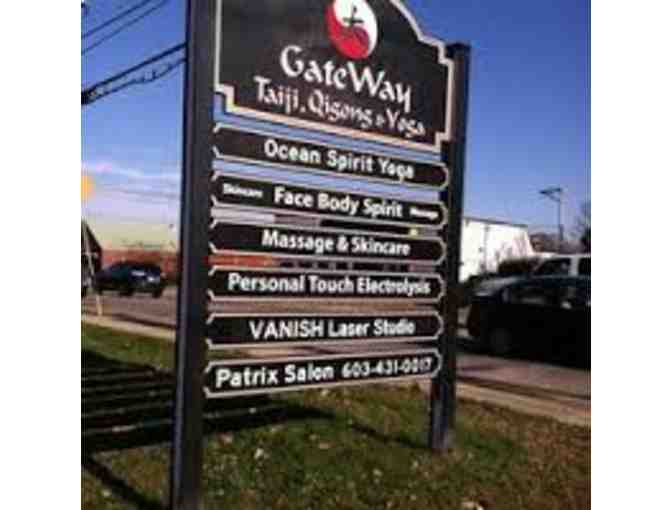 GateWay
Taiji, Qigong & Yoga
Ocean Spirit Yoga
Skincare Face Body Spirit Massage
Massage & Skincare
Personal Touch Electrolysis
VANISH Laser Studio
Patrix Salon 603-431-0017